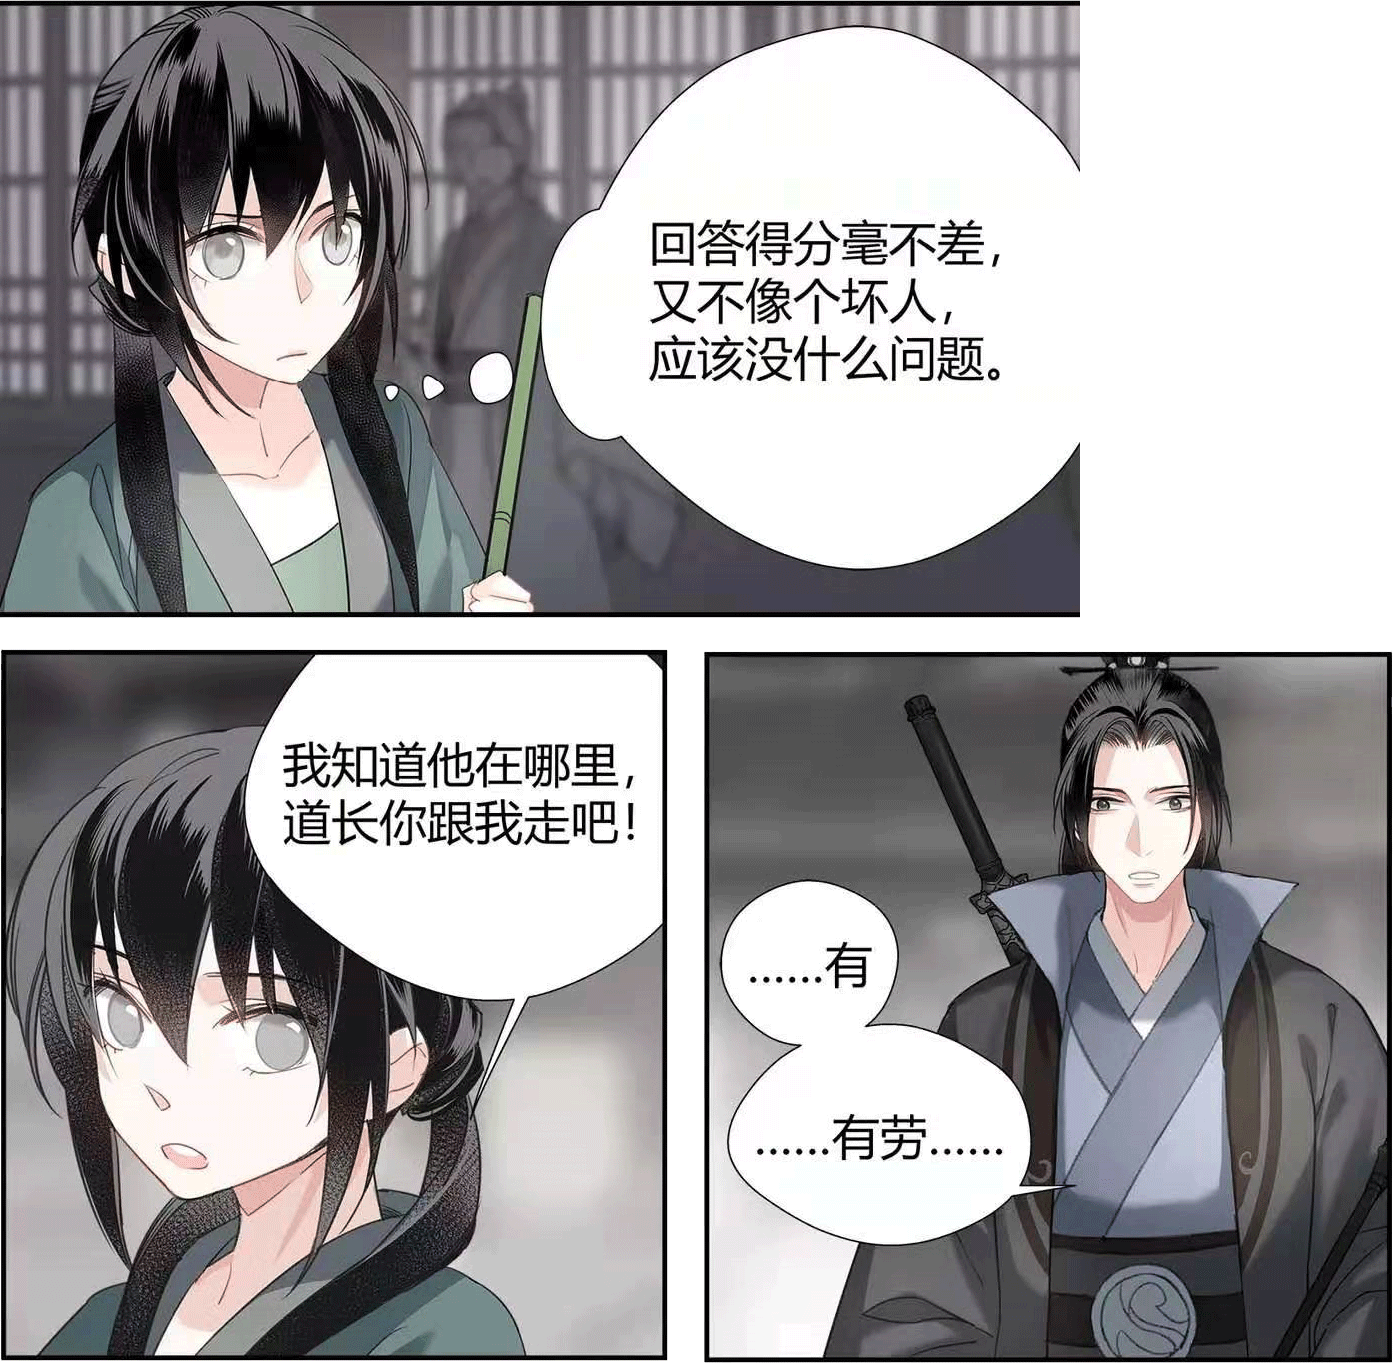 回答得分毫不差，
又不像个坏人，
应该没什么问题。
我知道他在哪里，
道长你跟我走吧！
……有
……有劳……